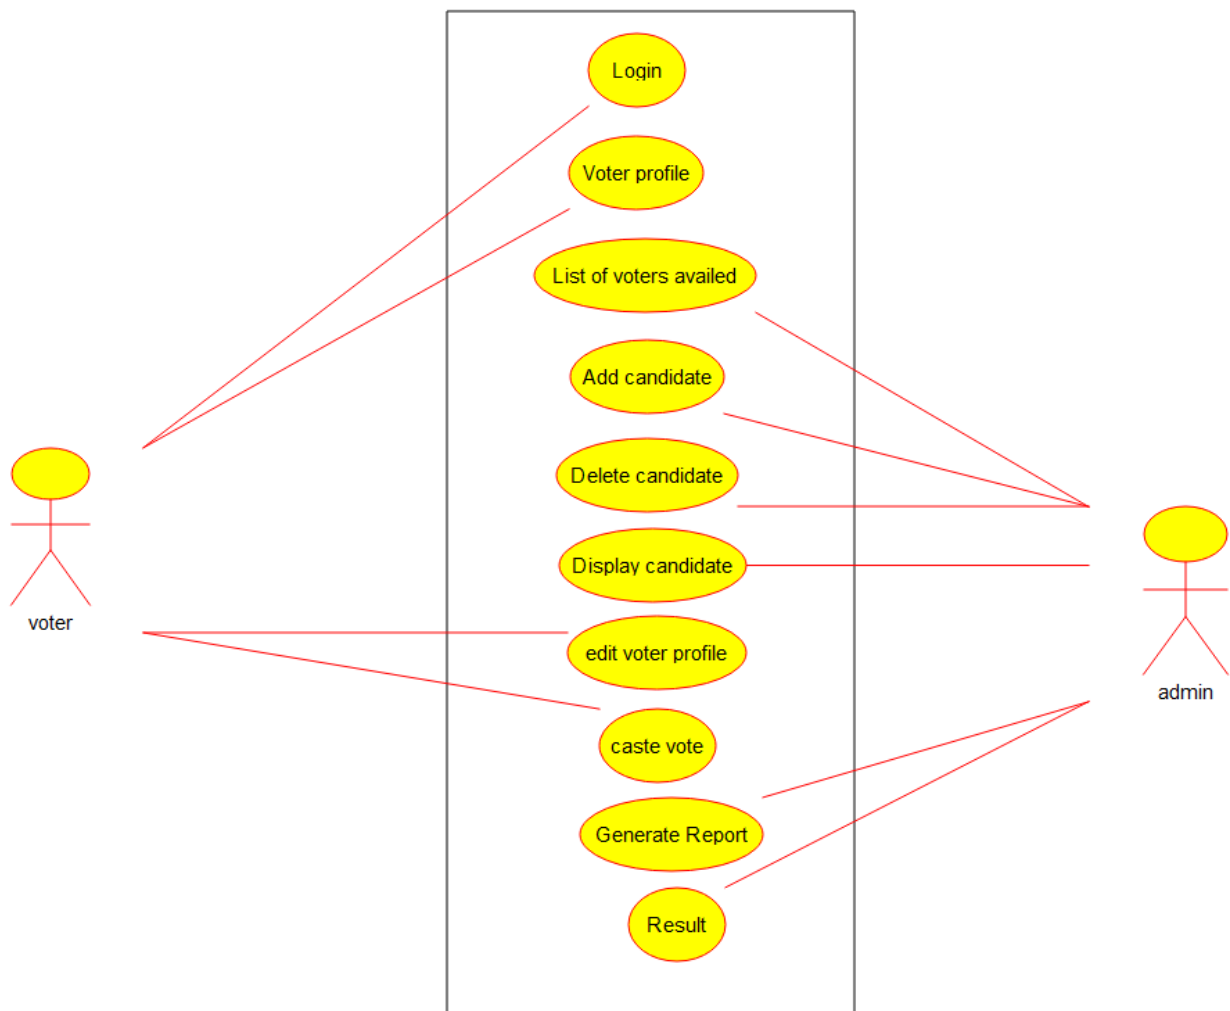 Login
Voter profile
List of voters availed
Add candidate
Delete candidate
Display candidate
edit voter profile
caste vote
Generate Report
Result
voter
admin